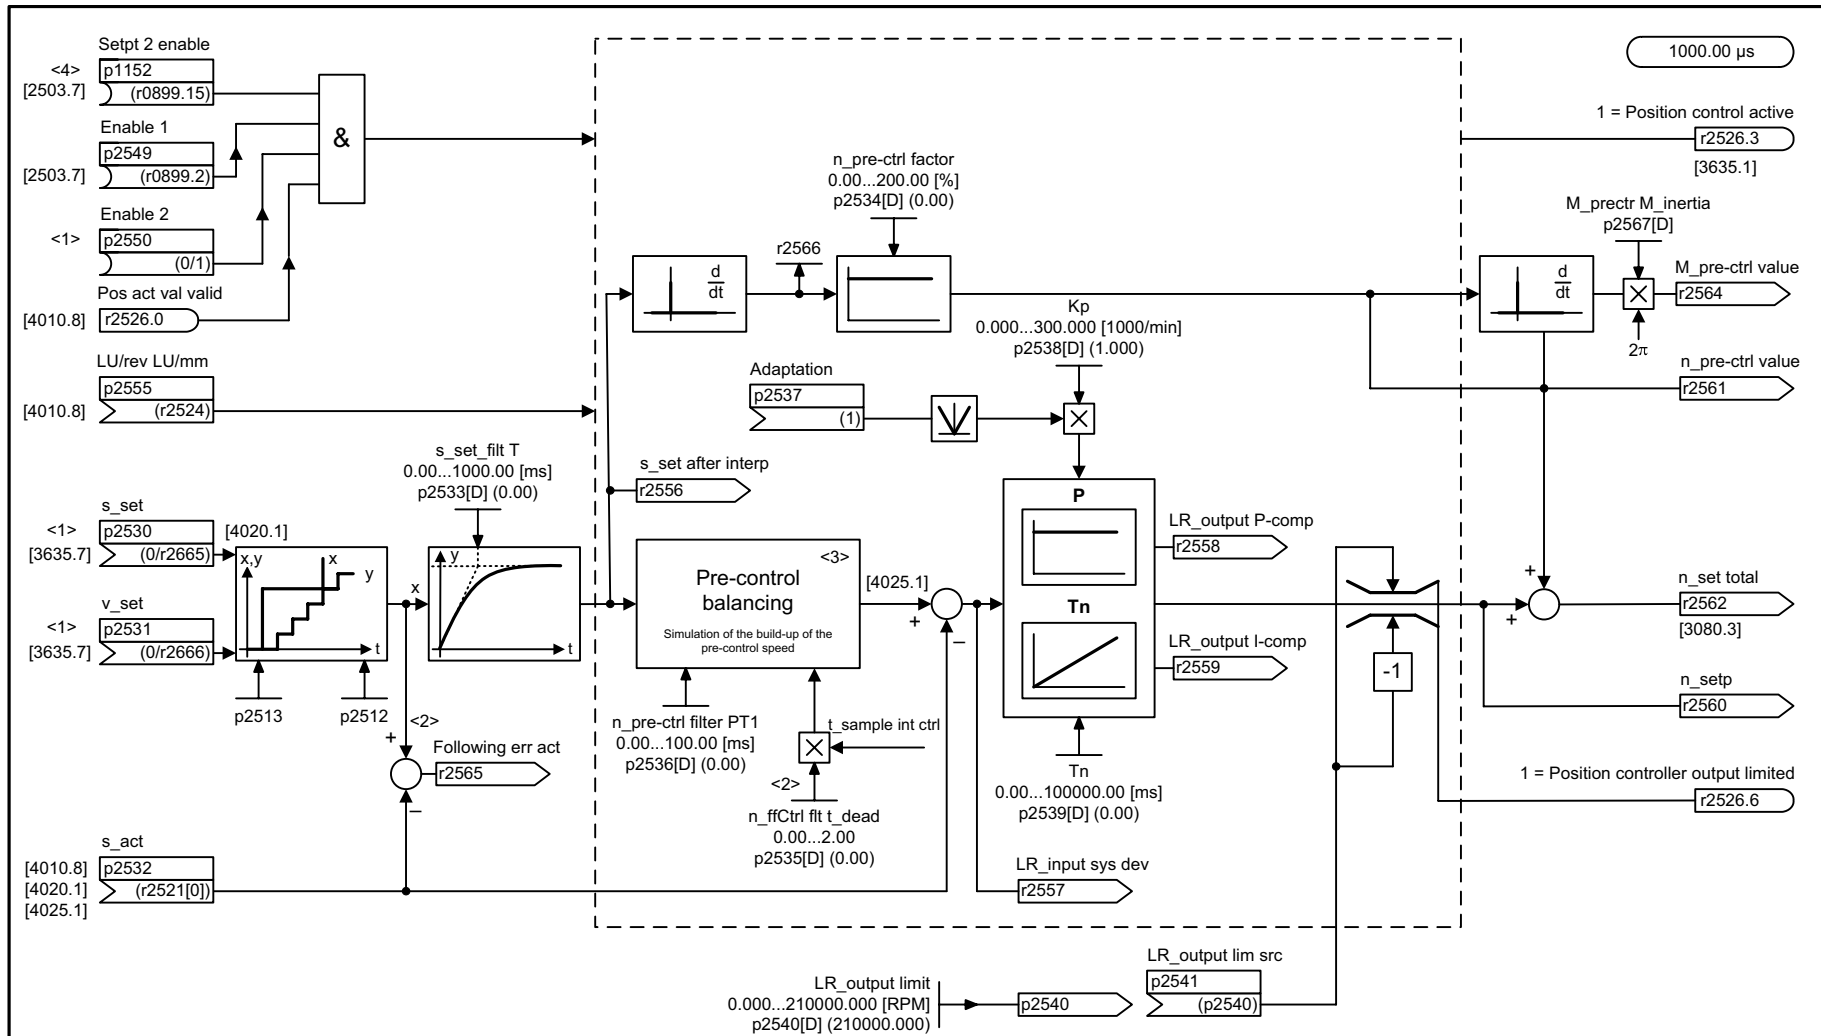 Setpt 2 enable
<4>
[2503.7]
p1152
(r0899.15)
Enable 1
p2549
[2503.7]
(r0899.2)
Enable 2
<1>
p2550
(0/1)
Pos act val valid
[4010.8]
r2526.0
LU/rev LU/mm
p2555
[4010.8]
(r2524)
&
1000.00 µs
1 = Position control active
r2526.3
[3635.1]
n_pre-ctrl factor
0.00...200.00 [%]
p2534[D] (0.00)
r2566
d
dt
M_prectr M_inertia
p2567[D]
d
dt
M_pre-ctrl value
r2564
2π
n_pre-ctrl value
r2561
Kp
0.000...300.000 [1000/min]
p2538[D] (1.000)
Adaptation
p2537
(1)
s_set_filt T
0.00...1000.00 [ms]
p2533[D] (0.00)
s_set after interp
r2556
s_set
<1>
[3635.7]
p2530
(0/r2665)
[4020.1]
v_set
<1>
[3635.7]
p2531
(0/r2666)
x,y
x
y
t
x
y
t
p2513
p2512
<2>
+
Following err act
r2565
–
<3>
Pre-control
balancing
Simulation of the build-up of the
pre-control speed
[4025.1]
+
–
P
Tn
LR_output P-comp
r2558
LR_output I-comp
r2559
-1
+
+
n_set total
r2562
[3080.3]
n_setp
r2560
n_pre-ctrl filter PT1
0.00...100.00 [ms]
p2536[D] (0.00)
t_sample int ctrl
<2>
n_ffCtrl flt t_dead
0.00...2.00
p2535[D] (0.00)
Tn
0.00...100000.00 [ms]
p2539[D] (0.00)
1 = Position controller output limited
r2526.6
s_act
[4010.8]
[4020.1]
[4025.1]
p2532
(r2521[0])
LR_input sys dev
r2557
LR_output limit
0.000...210000.000 [RPM]
p2540[D] (210000.000)
p2540
LR_output lim src
p2541
(p2540)